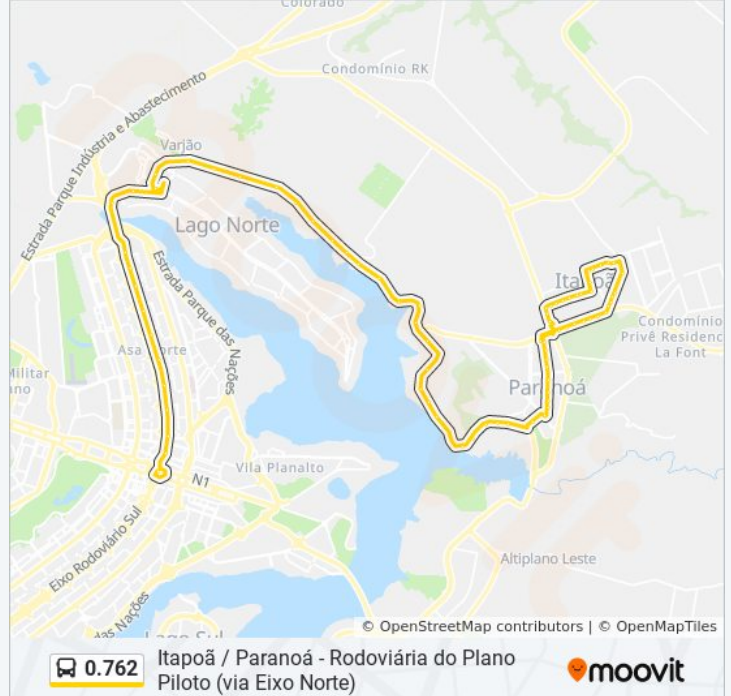 Colorado
Condomínio RK
Estrada Parque Indústria e Abastecimento
Varjão
Lago Norte
Estrada Parque das Nações
Itapoã
Condomínio
Privê Residenc
La Font
Asa Norte
Paranoá
Militar
ano
Vila Planalto
N1
Eixo Rodoviário Sul
Altiplano Leste
das Nações
Lago Sul
© OpenStreetMap contributors | © OpenMapTiles
0.762
Itapoã / Paranoá - Rodoviária do Plano
Piloto (via Eixo Norte)
moovit